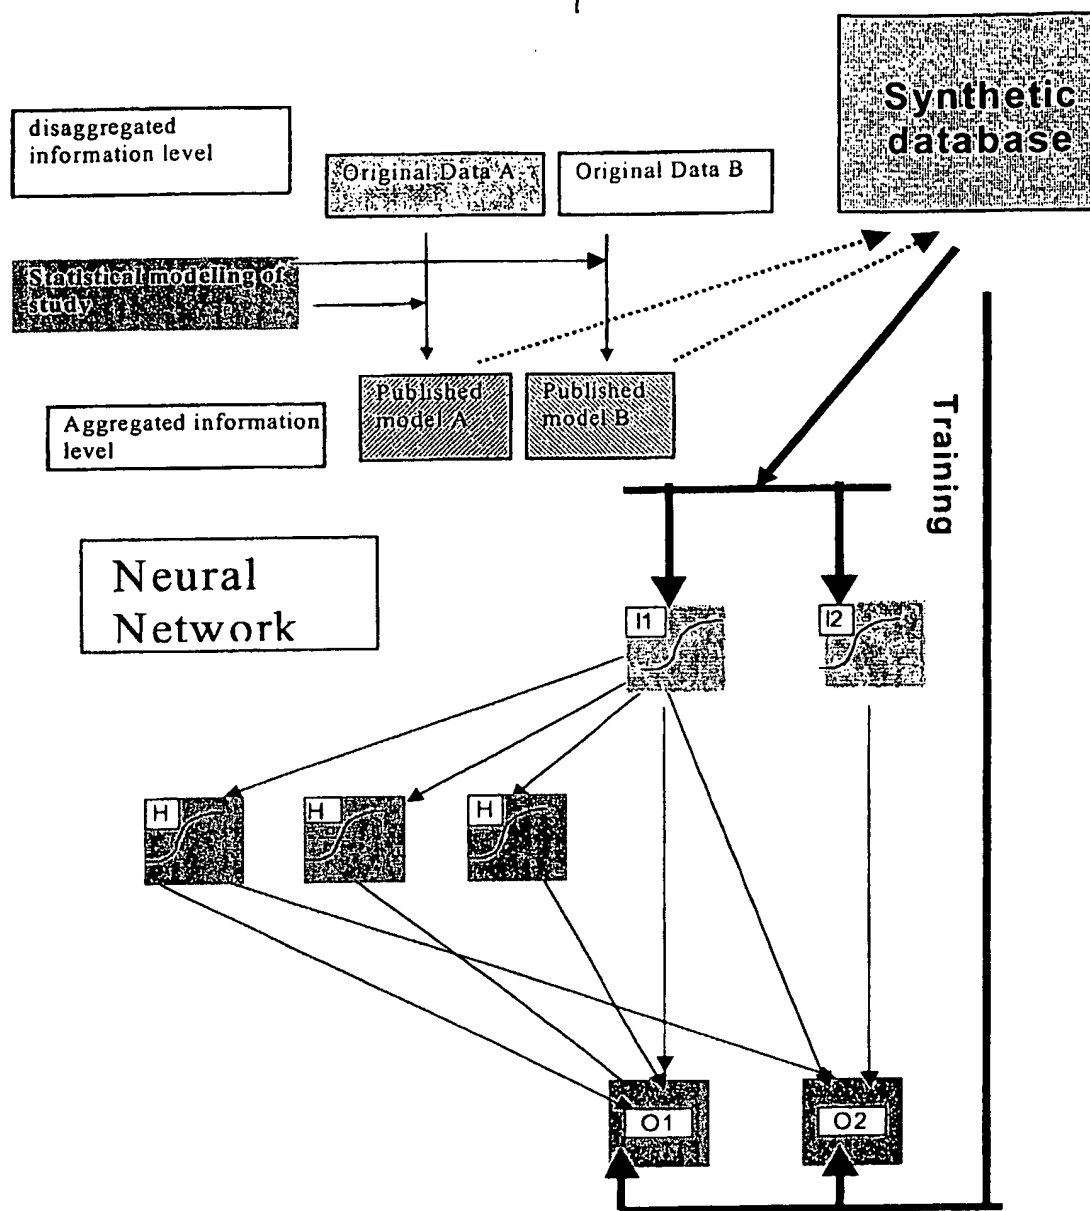 Synthetic
database
disaggregated
information level
Original Data A
Original Data B
Statistical modeling of
study
Published
model A
Published
model B
Aggregated information
level
Training
Neural
Network
I1
I2
H
H
H
O1
O2